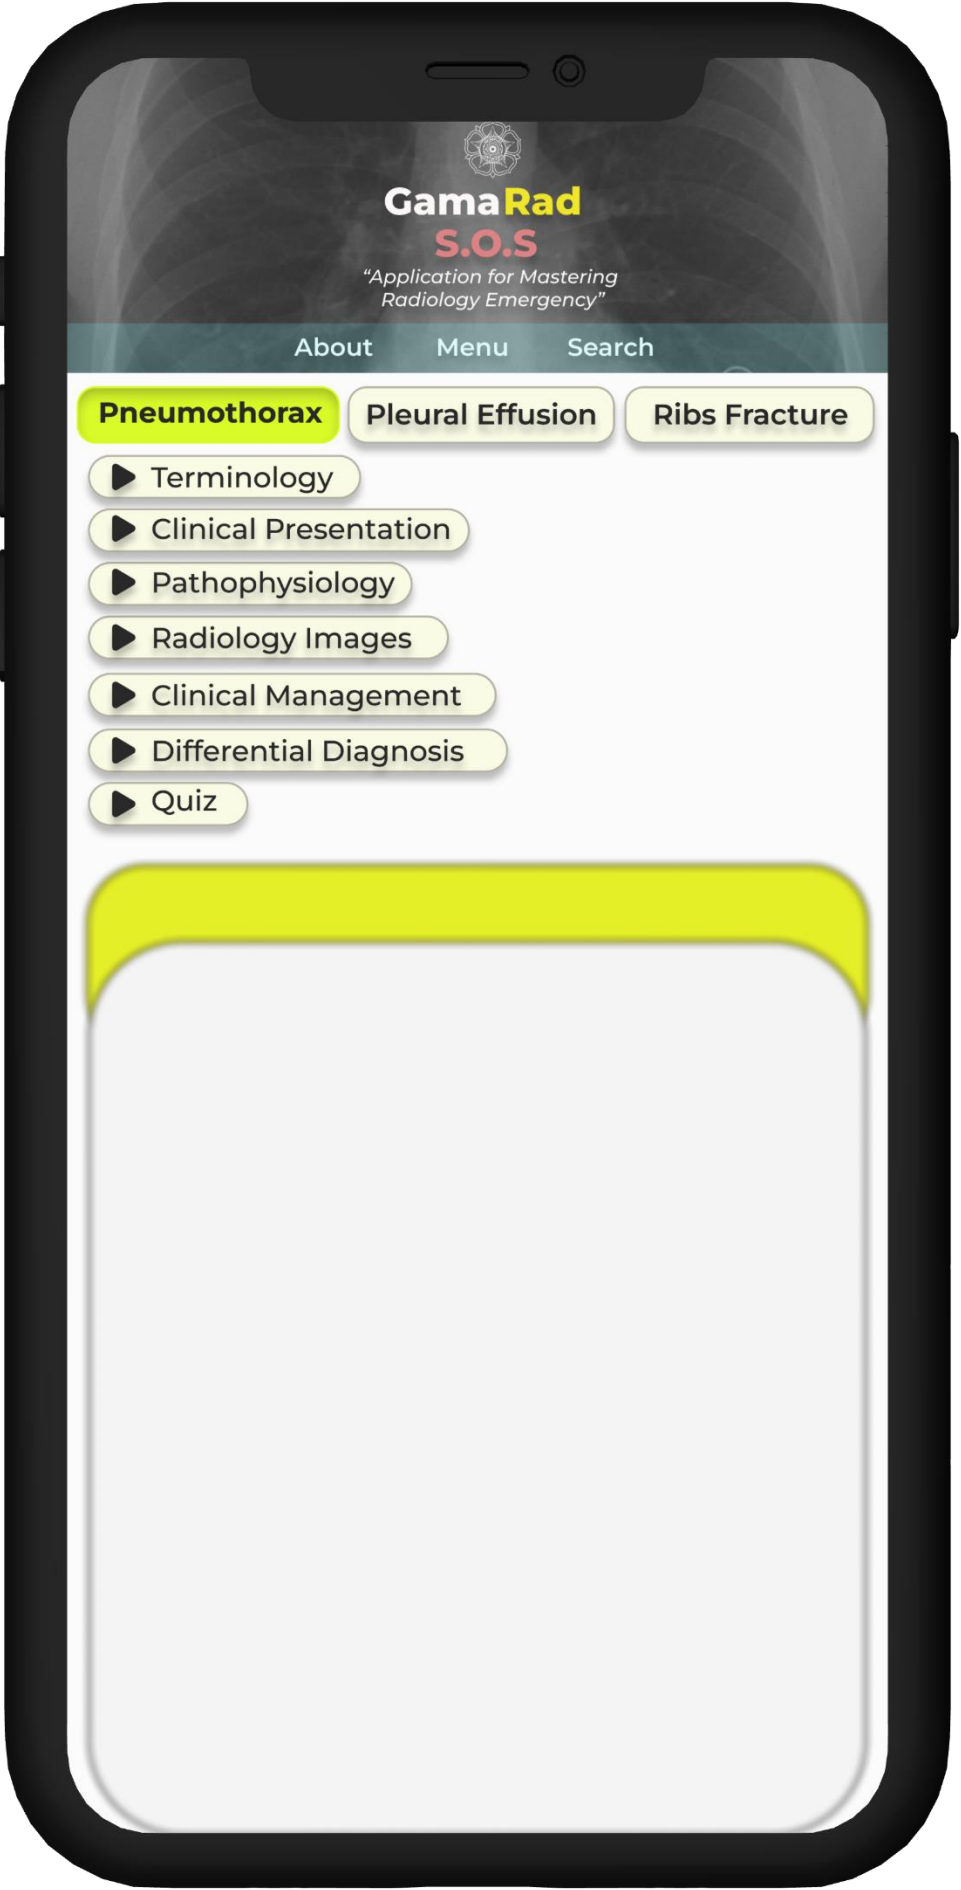 GamaRad
S.O.S
“Application for Mastering
Radiology Emergency”
About Menu Search
Pneumothorax Pleural Effusion Ribs Fracture
Terminology
Clinical Presentation
Pathophysiology
Radiology Images
Clinical Management
Differential Diagnosis
Quiz